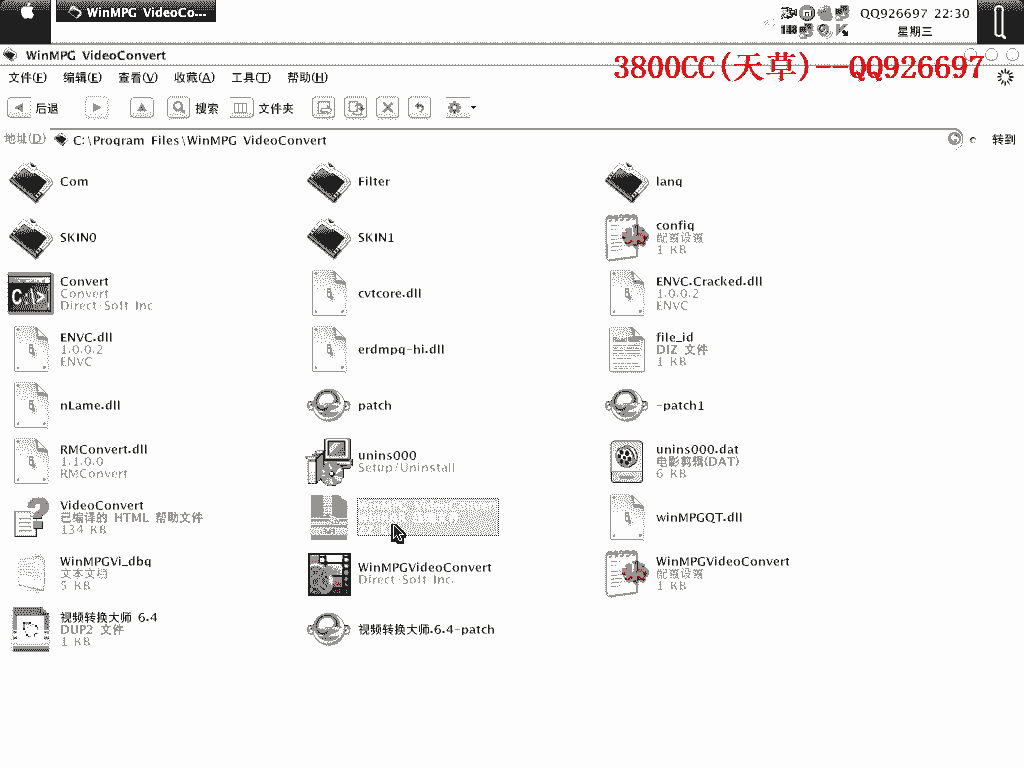 WinMPG VideoCo...
QQ926697 22:30
星期三
WinMPG VideoConvert
3800CC(天草)--QQ926697
文件(F) 编辑(E) 查看(V) 收藏(A) 工具(T) 帮助(H)
后退 搜索 文件夹
地址(D) C:\Program Files\WinMPG VideoConvert 转到
Com Filter lanq
SKIN0 SKIN1 confiq
配置设置
1 KB
Convert
Convert
Direct-Soft Inc
cvtcore.dll
ENVC.Cracked.dll
1.0.0.2
ENVC
ENVC.dll
1.0.0.2
ENVC
erdmpq-hi.dll
file_id
DIZ 文件
1 KB
nLame.dll patch -patch1
RMConvert.dll
1.1.0.0
RMConvert
unins000
Setup/Uninstall
unins000.dat
电影剪辑(DAT)
6 KB
VideoConvert
已编译的 HTML 帮助文件
134 KB
winMPGQT.dll
WinMPGVi_dbq
文本文档
5 KB
WinMPGVideoConvert
Direct-Soft Inc.
WinMPGVideoConvert
配置设置
1 KB
视频转换大师 6.4
DUP2 文件
1 KB
视频转换大师.6.4-patch